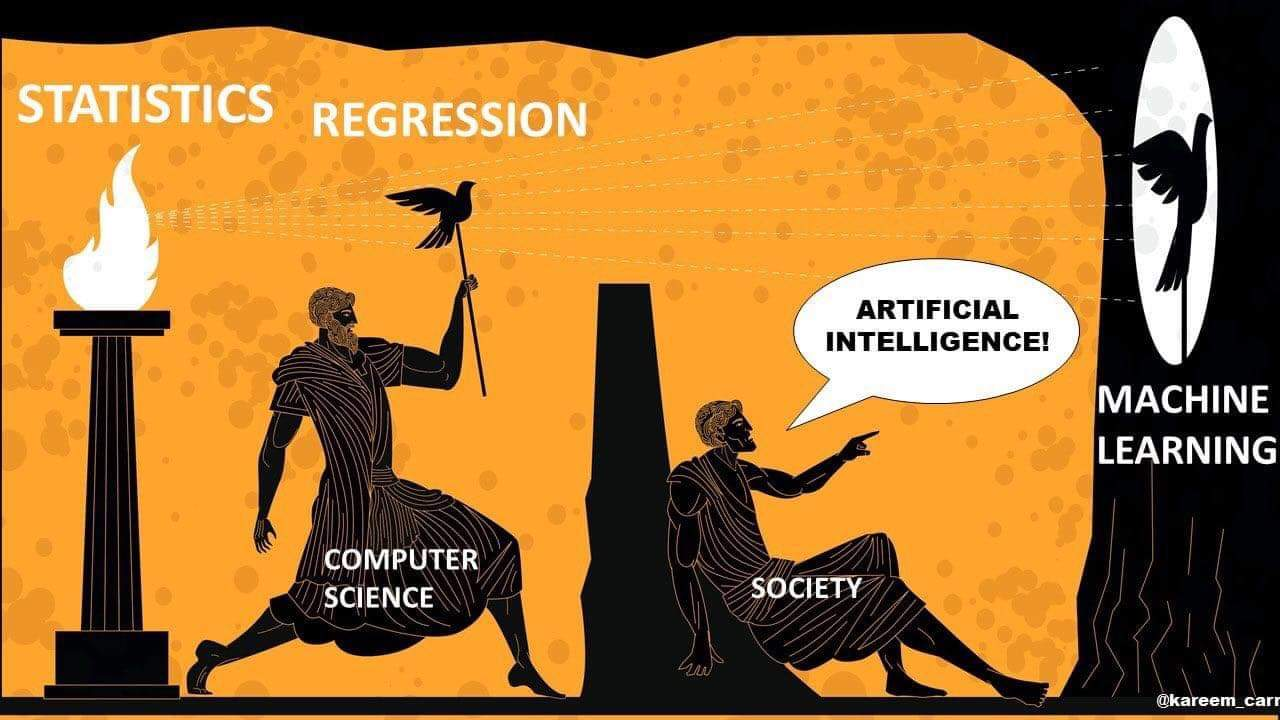 STATISTICS
REGRESSION
ARTIFICIAL
INTELLIGENCE!
MACHINE
LEARNING
COMPUTER
SCIENCE
SOCIETY
@kareem_carr